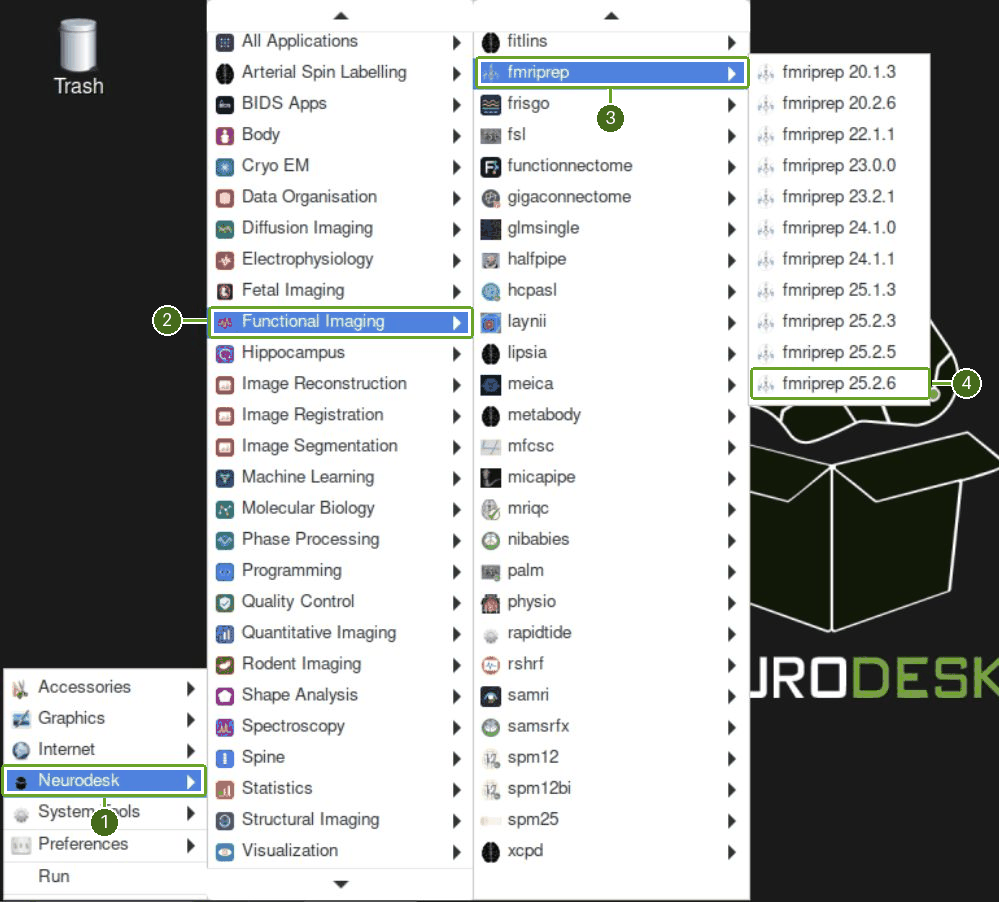 Trash
Accessories
Graphics
Internet
Neurodesk
1
System Tools
Preferences
Run
All Applications
Arterial Spin Labelling
BIDS Apps
Body
Cryo EM
Data Organisation
Diffusion Imaging
Electrophysiology
Fetal Imaging
2
Functional Imaging
Hippocampus
Image Reconstruction
Image Registration
Image Segmentation
Machine Learning
Molecular Biology
Phase Processing
Programming
Quality Control
Quantitative Imaging
Rodent Imaging
Shape Analysis
Spectroscopy
Spine
Statistics
Structural Imaging
Visualization
fitlins
fmriprep
3
frisgo
fsl
functionnectome
gigaconnectome
glmsingle
halfpipe
hcpasl
laynii
lipsia
meica
metabody
mfcsc
micapipe
mriqc
nibabies
palm
physio
rapidtide
rshrf
samri
samsrfx
spm12
spm12bi
spm25
xcpd
fmriprep 20.1.3
fmriprep 20.2.6
fmriprep 22.1.1
fmriprep 23.0.0
fmriprep 23.2.1
fmriprep 24.1.0
fmriprep 24.1.1
fmriprep 25.1.3
fmriprep 25.2.3
fmriprep 25.2.5
fmriprep 25.2.6
4
URODESK